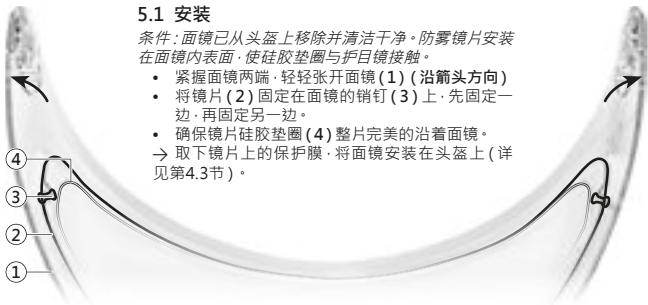 5.1 安装
条件：面镜已从头盔上移除并清洁干净。防雾镜片安装
在面镜内表面，使硅胶垫圈与护目镜接触。
• 紧握面镜两端，轻轻张开面镜(1) (沿箭头方向)
• 将镜片(2)固定在面镜的销钉(3)上，先固定一
边，再固定另一边。
• 确保镜片硅胶垫圈(4)整片完美的沿着面镜。
→ 取下镜片上的保护膜，将面镜安装在头盔上(详
见第4.3节)。
4
3
2
1